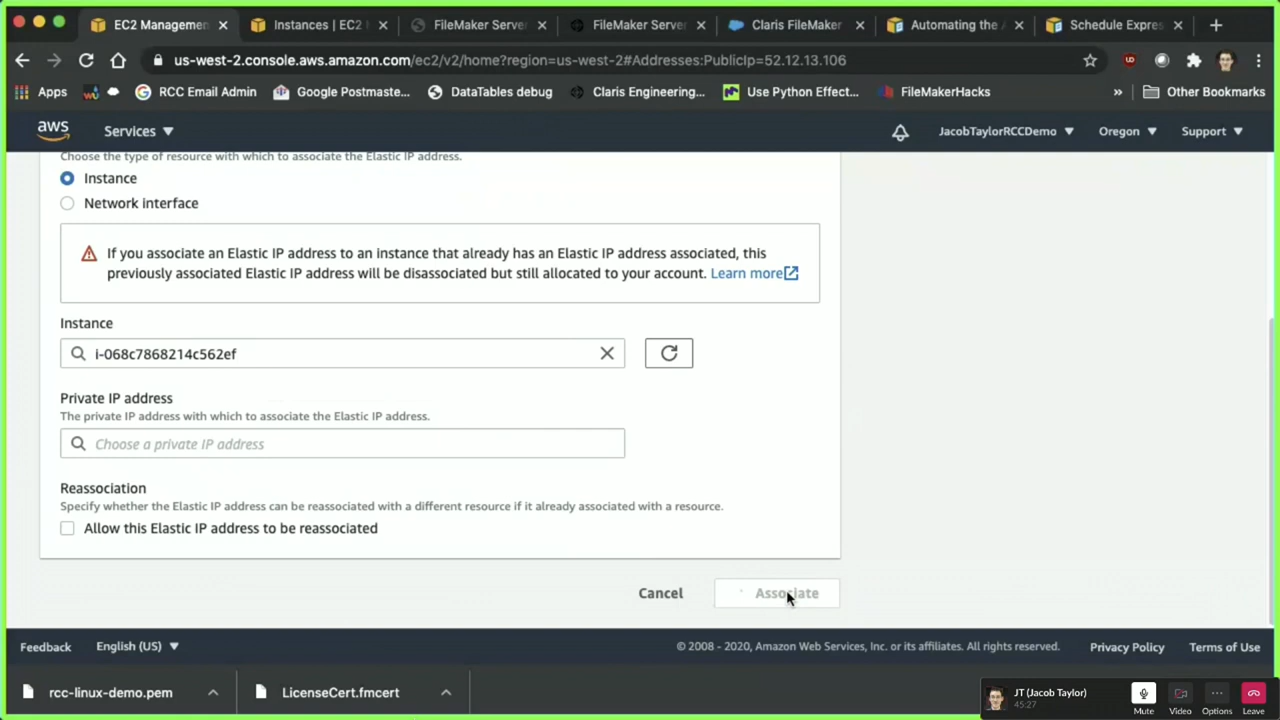 EC2 Managemen
Instances | EC2 M
FileMaker Server
FileMaker Server
Claris FileMaker
Automating the A
Schedule Expres
us-west-2.console.aws.amazon.com/ec2/v2/home?region=us-west-2#Addresses:PublicIp=52.12.13.106
Apps
RCC Email Admin
Google Postmaste...
DataTables debug
Claris Engineering...
Use Python Effect...
FileMakerHacks
»
Other Bookmarks
aws
Services
JacobTaylorRCCDemo
Oregon
Support
Choose the type of resource with which to associate the Elastic IP address.
Instance
Network interface
If you associate an Elastic IP address to an instance that already has an Elastic IP address associated, this
previously associated Elastic IP address will be disassociated but still allocated to your account. Learn more
Instance
i-068c7868214c562ef
Private IP address
The private IP address with which to associate the Elastic IP address.
Choose a private IP address
Reassociation
Specify whether the Elastic IP address can be reassociated with a different resource if it already associated with a resource.
Allow this Elastic IP address to be reassociated
Cancel
Associate
Feedback
English (US)
© 2008 - 2020, Amazon Web Services, Inc. or its affiliates. All rights reserved.
Privacy Policy
Terms of Use
rcc-linux-demo.pem
LicenseCert.fmcert
JT (Jacob Taylor)
45:27
Mute
Video
Options
Leave